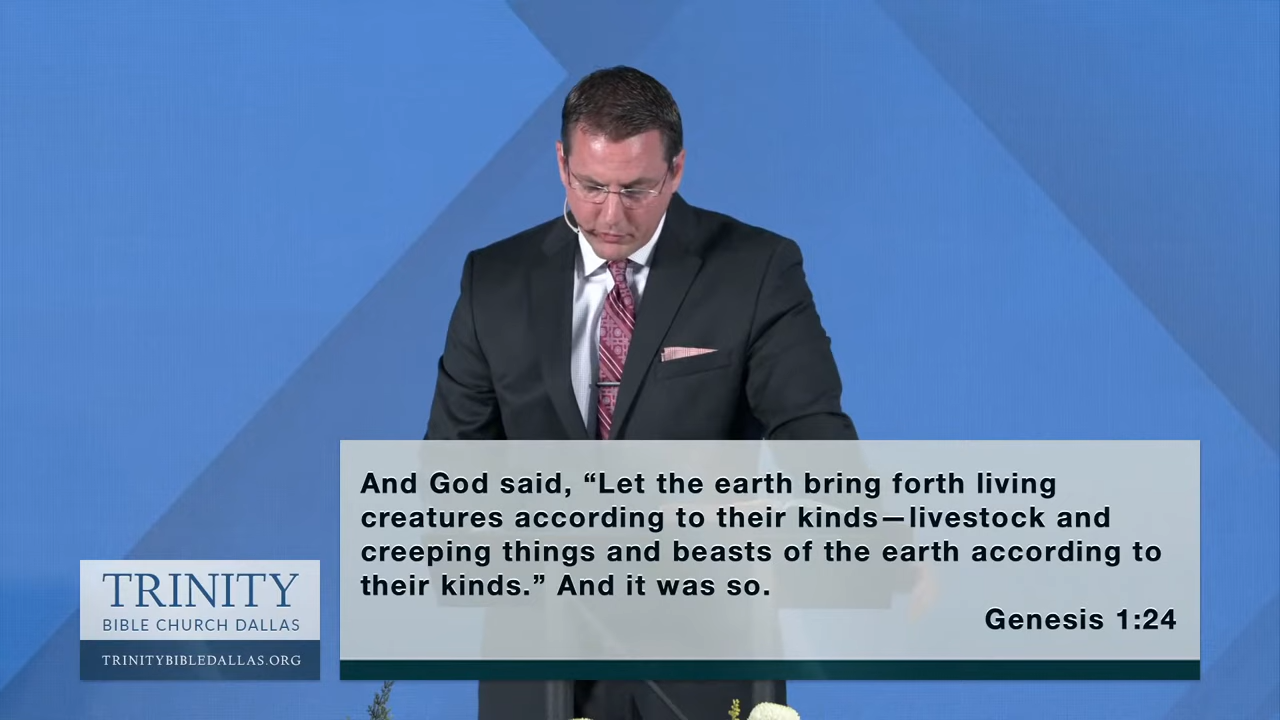 And God said, “Let the earth bring forth living
creatures according to their kinds—livestock and
creeping things and beasts of the earth according to
their kinds.” And it was so.
Genesis 1:24
TRINITY
BIBLE CHURCH DALLAS
TRINITYBIBLEDALLAS.ORG